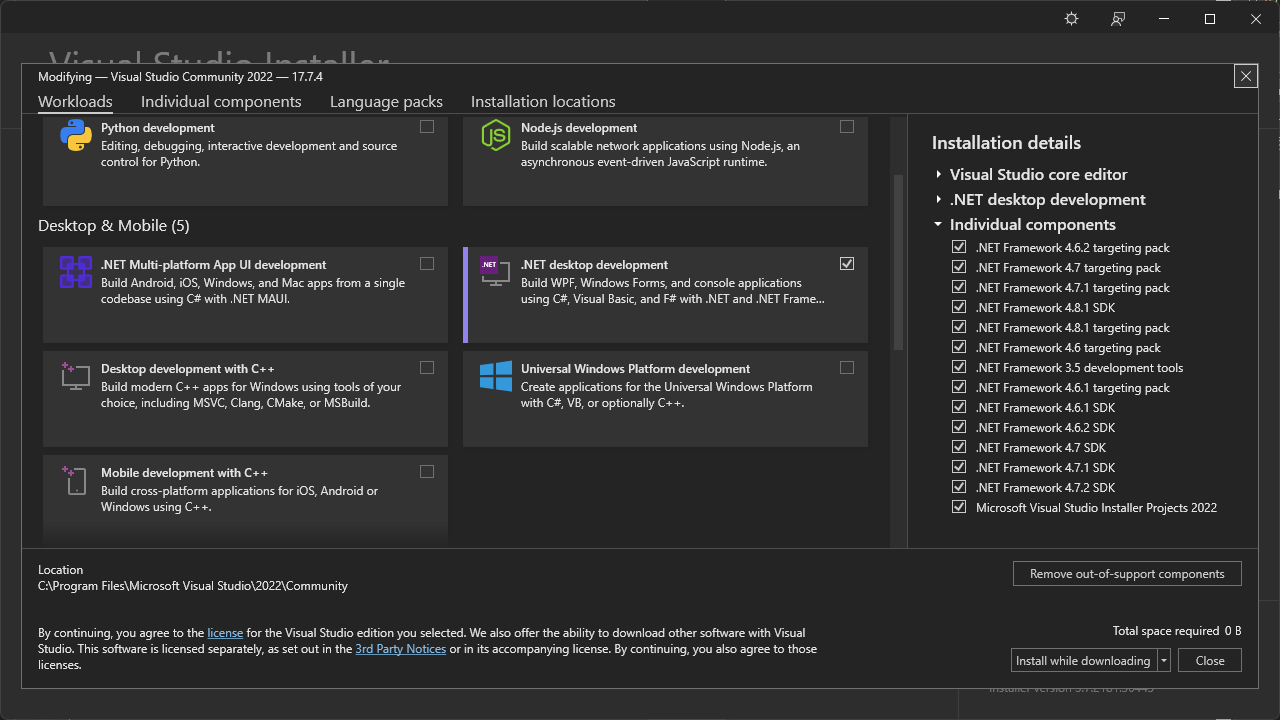 Visual Studio Installer
Modifying — Visual Studio Community 2022 — 17.7.4
Workloads
Individual components
Language packs
Installation locations
Python development
Editing, debugging, interactive development and source
control for Python.
JS
Node.js development
Build scalable network applications using Node.js, an
asynchronous event-driven JavaScript runtime.
Desktop & Mobile (5)
.NET Multi-platform App UI development
Build Android, iOS, Windows, and Mac apps from a single
codebase using C# with .NET MAUI.
.NET
.NET desktop development
Build WPF, Windows Forms, and console applications
using C#, Visual Basic, and F# with .NET and .NET Frame...
Desktop development with C++
Build modern C++ apps for Windows using tools of your
choice, including MSVC, Clang, CMake, or MSBuild.
Universal Windows Platform development
Create applications for the Universal Windows Platform
with C#, VB, or optionally C++.
Mobile development with C++
Build cross-platform applications for iOS, Android or
Windows using C++.
Installation details
Visual Studio core editor
.NET desktop development
Individual components
.NET Framework 4.6.2 targeting pack
.NET Framework 4.7 targeting pack
.NET Framework 4.7.1 targeting pack
.NET Framework 4.8.1 SDK
.NET Framework 4.8.1 targeting pack
.NET Framework 4.6 targeting pack
.NET Framework 3.5 development tools
.NET Framework 4.6.1 targeting pack
.NET Framework 4.6.1 SDK
.NET Framework 4.6.2 SDK
.NET Framework 4.7 SDK
.NET Framework 4.7.1 SDK
.NET Framework 4.7.2 SDK
Microsoft Visual Studio Installer Projects 2022
Location
C:\Program Files\Microsoft Visual Studio\2022\Community
Remove out-of-support components
By continuing, you agree to the license for the Visual Studio edition you selected. We also offer the ability to download other software with Visual
Studio. This software is licensed separately, as set out in the 3rd Party Notices or in its accompanying license. By continuing, you also agree to those
licenses.
Total space required 0 B
Install while downloading
Close
Installer version